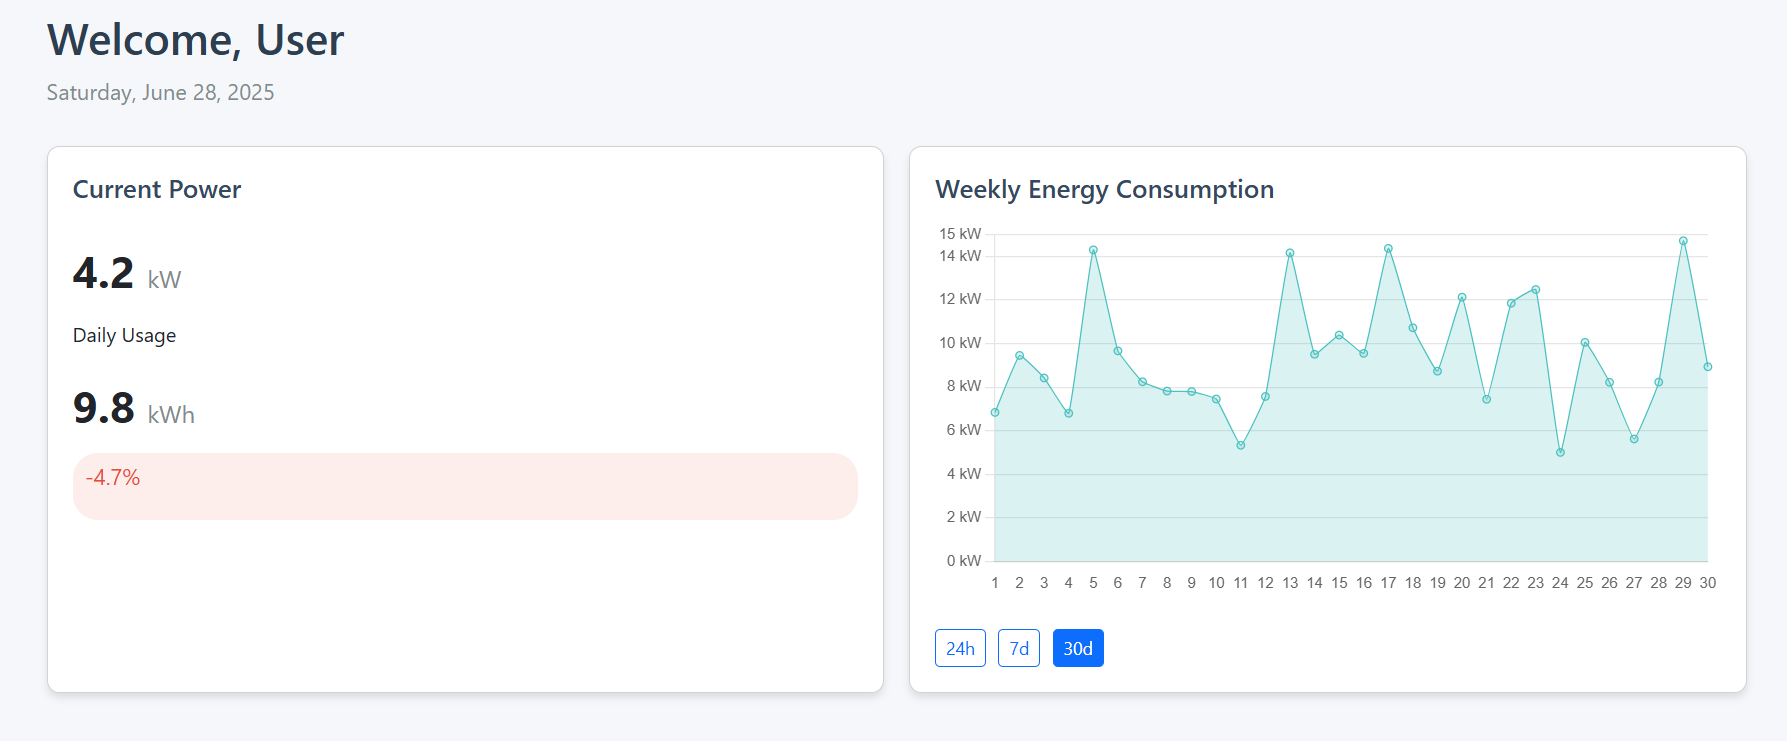 Welcome, User
Saturday, June 28, 2025
Current Power
4.2 kW
Daily Usage
9.8 kWh
-4.7%
Weekly Energy Consumption
15 kW
14 kW
12 kW
10 kW
8 kW
6 kW
4 kW
2 kW
0 kW
1 2 3 4 5 6 7 8 9 10 11 12 13 14 15 16 17 18 19 20 21 22 23 24 25 26 27 28 29 30
24h 7d 30d